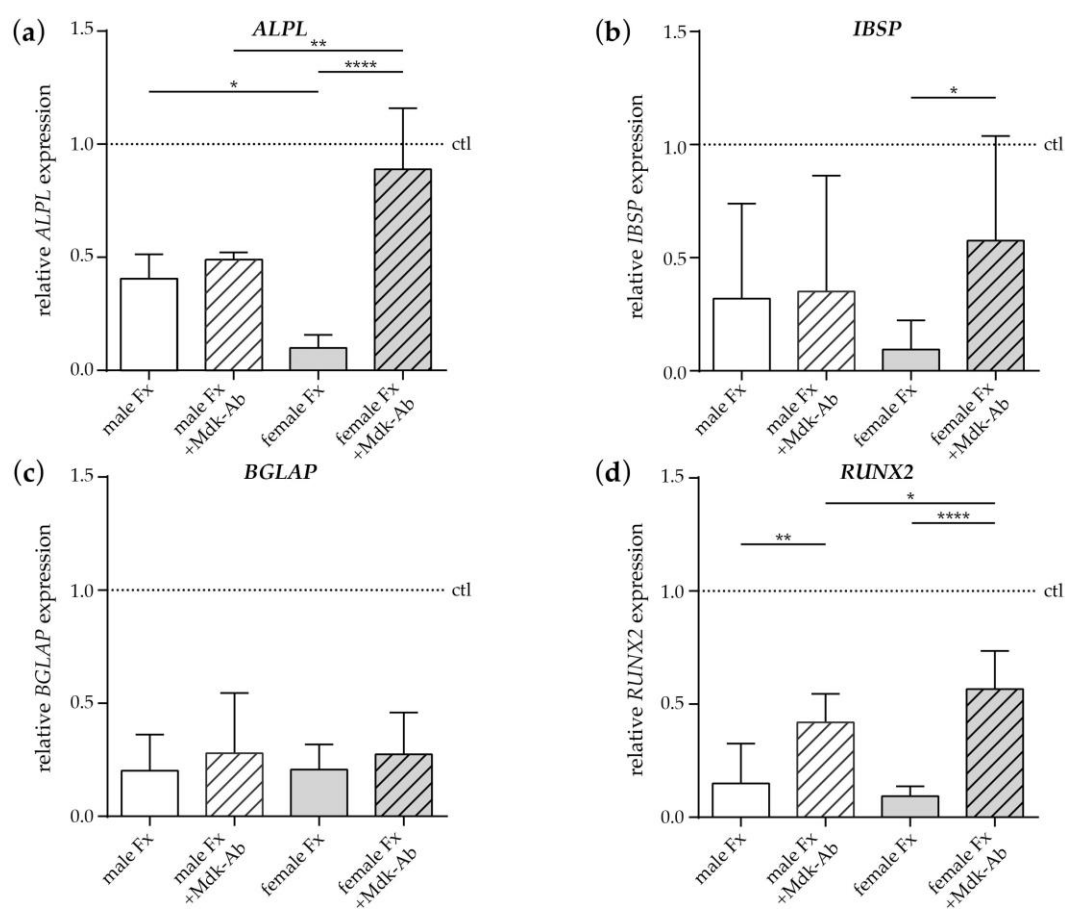 (a)
ALPL
1.5
1.0
0.5
0.0
relative ALPL expression
**
****
*
ctl
male Fx
male Fx
+Mdk-Ab
female Fx
female Fx
+Mdk-Ab
(b)
IBSP
1.5
1.0
0.5
0.0
relative IBSP expression
*
ctl
male Fx
male Fx
+Mdk-Ab
female Fx
female Fx
+Mdk-Ab
(c)
BGLAP
1.5
1.0
0.5
0.0
relative BGLAP expression
ctl
male Fx
male Fx
+Mdk-Ab
female Fx
female Fx
+Mdk-Ab
(d)
RUNX2
1.5
1.0
0.5
0.0
relative RUNX2 expression
*
****
**
ctl
male Fx
male Fx
+Mdk-Ab
female Fx
female Fx
+Mdk-Ab